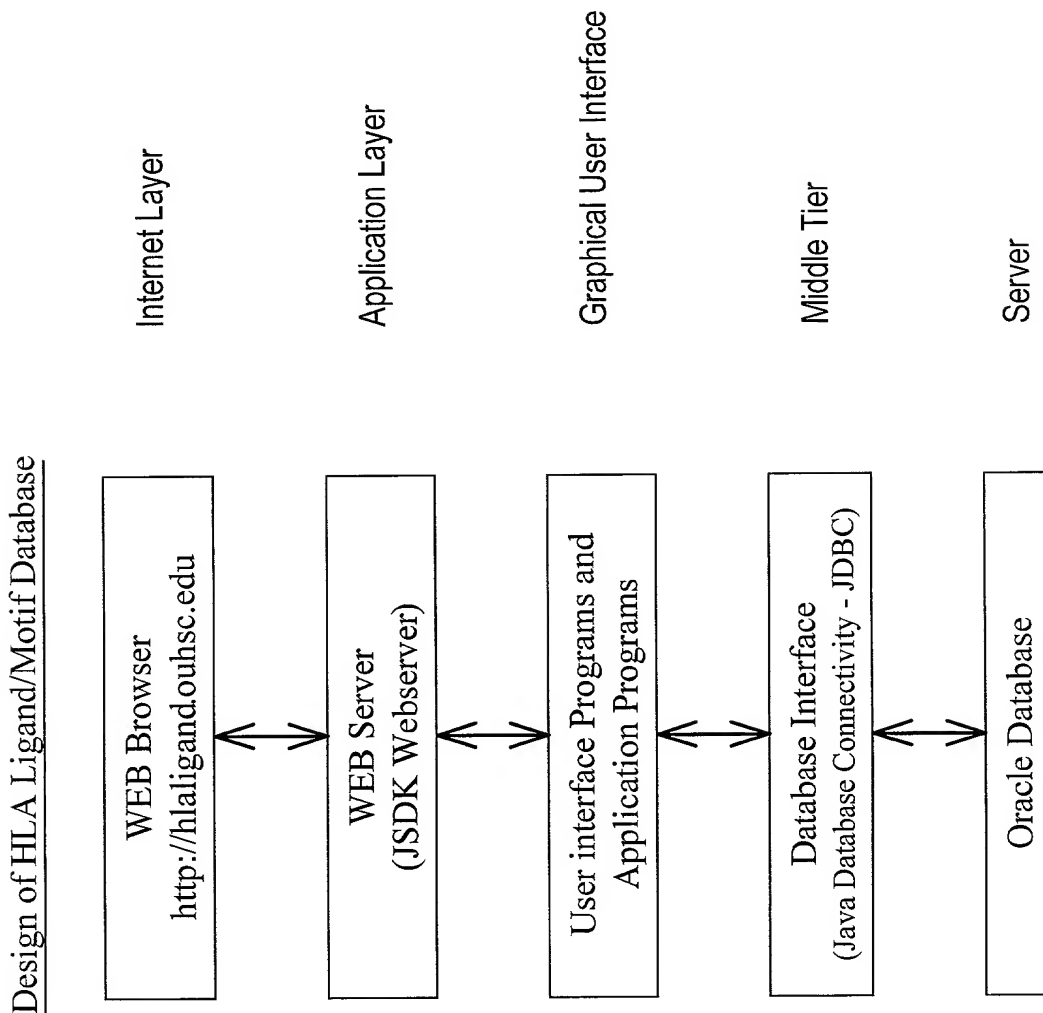 Design of HLA Ligand/Motif Database
WEB Browser
http://hlaligand.ouhsc.edu
Internet Layer
WEB Server
(JSDK Webserver)
Application Layer
User interface Programs and
Application Programs
Graphical User Interface
Database Interface
(Java Database Connectivity - JDBC)
Middle Tier
Oracle Database
Server